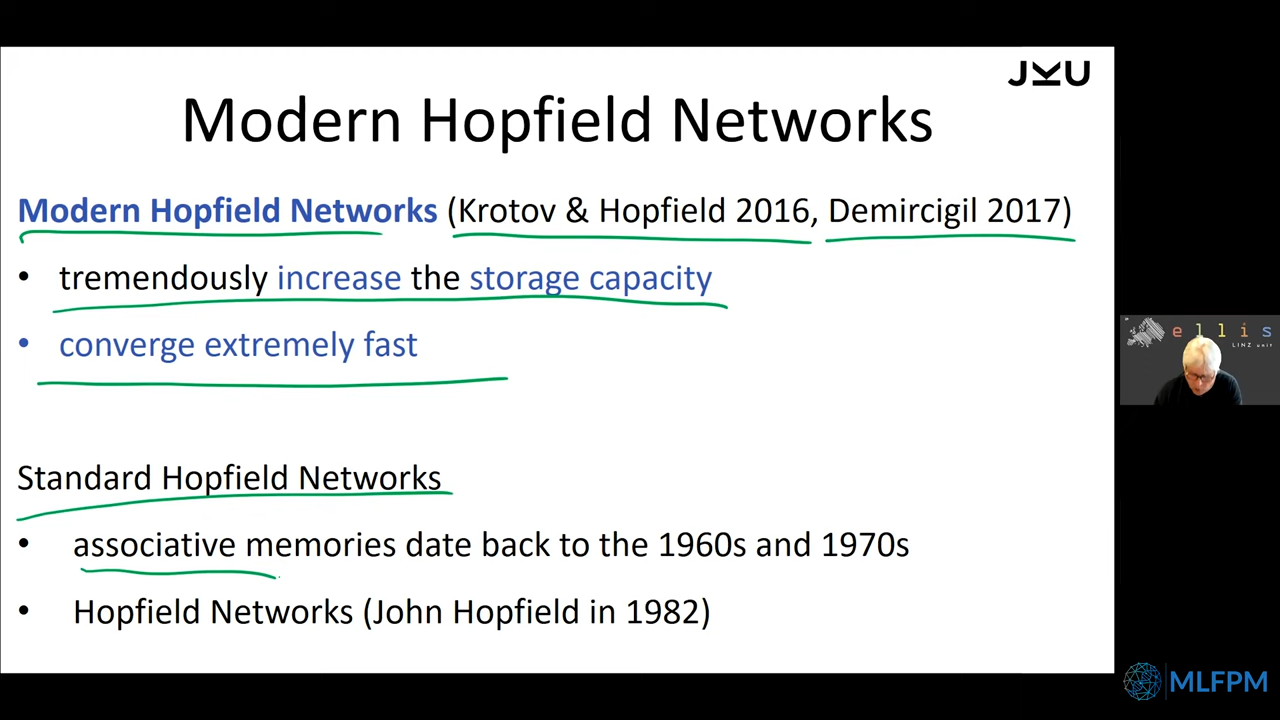 JKU
Modern Hopfield Networks
Modern Hopfield Networks (Krotov & Hopfield 2016, Demircigil 2017)
• tremendously increase the storage capacity
• converge extremely fast
Standard Hopfield Networks
• associative memories date back to the 1960s and 1970s
• Hopfield Networks (John Hopfield in 1982)
ellis
LINZ unit
MLFPM